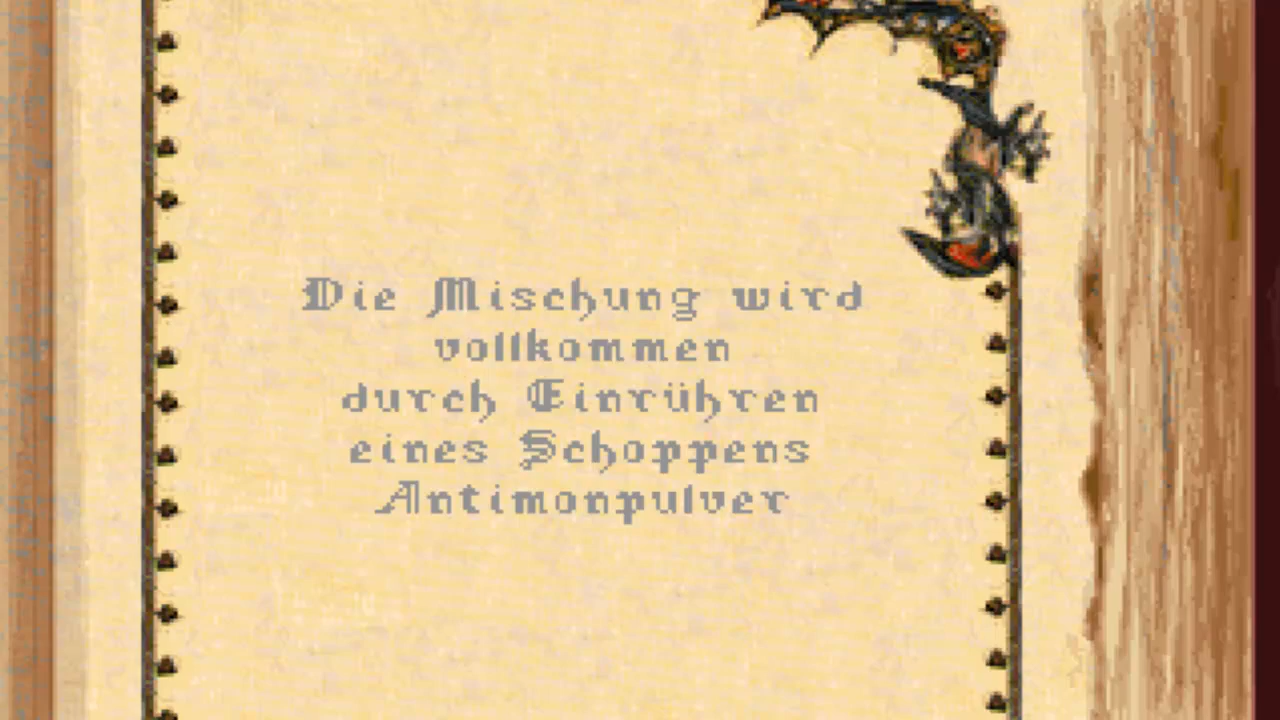 Die Mischung wird
vollkommen
durch Einrühren
eines Schoppens
Antimonpulver